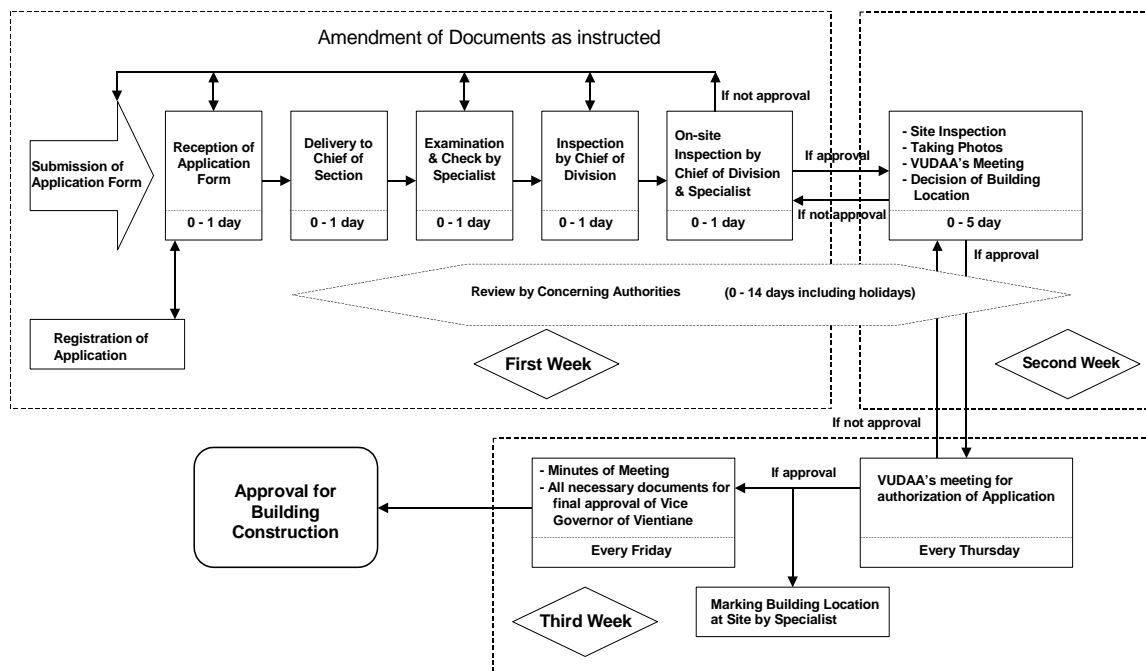 Amendment of Documents as instructed
If not approval
Submission of
Application Form
Reception of
Application
Form
0 - 1 day
Delivery to
Chief of
Section
0 - 1 day
Examination
& Check by
Specialist
0 - 1 day
Inspection
by Chief of
Division
0 - 1 day
On-site
Inspection by
Chief of Division
& Specialist
0 - 1 day
If approval
If not approval
- Site Inspection
- Taking Photos
- VUDAA's Meeting
- Decision of Building
Location
0 - 5 day
If approval
Review by Concerning Authorities (0 - 14 days including holidays)
Registration of
Application
First Week
Second Week
If not approval
Approval for
Building
Construction
- Minutes of Meeting
- All necessary documents for
final approval of Vice
Governor of Vientiane
Every Friday
If approval
VUDAA's meeting for
authorization of Application
Every Thursday
Marking Building Location
at Site by Specialist
Third Week